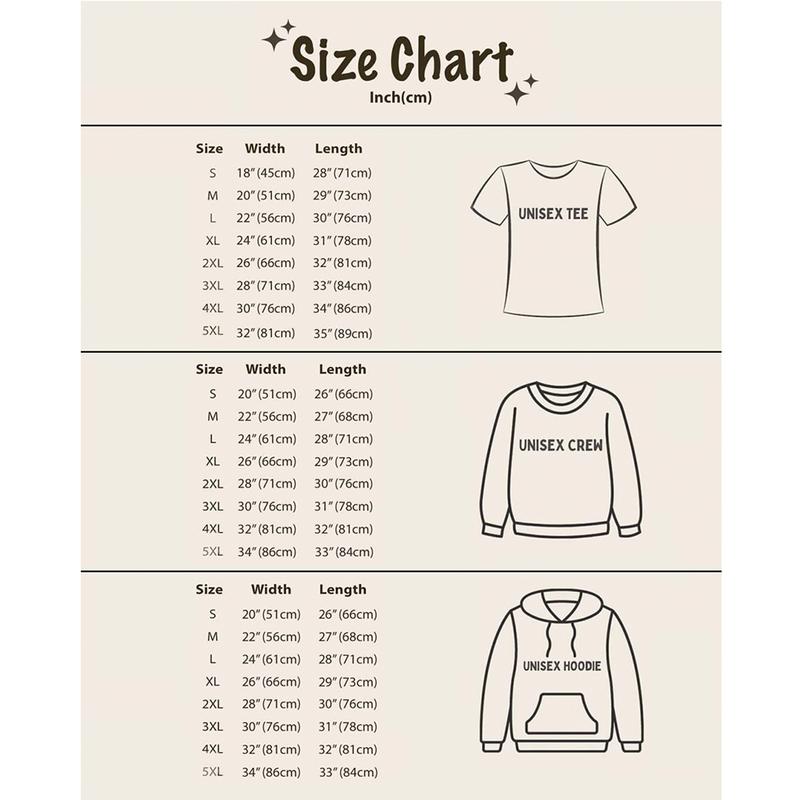 Size Chart
Inch(cm)
Size Width Length
S 18"(45cm) 28"(71cm)
M 20"(51cm) 29"(73cm)
L 22"(56cm) 30"(76cm)
XL 24"(61cm) 31"(78cm)
2XL 26"(66cm) 32"(81cm)
3XL 28"(71cm) 33"(84cm)
4XL 30"(76cm) 34"(86cm)
5XL 32"(81cm) 35"(89cm)
UNISEX TEE
Size Width Length
S 20"(51cm) 26"(66cm)
M 22"(56cm) 27"(68cm)
L 24"(61cm) 28"(71cm)
XL 26"(66cm) 29"(73cm)
2XL 28"(71cm) 30"(76cm)
3XL 30"(76cm) 31"(78cm)
4XL 32"(81cm) 32"(81cm)
5XL 34"(86cm) 33"(84cm)
UNISEX CREW
Size Width Length
S 20"(51cm) 26"(66cm)
M 22"(56cm) 27"(68cm)
L 24"(61cm) 28"(71cm)
XL 26"(66cm) 29"(73cm)
2XL 28"(71cm) 30"(76cm)
3XL 30"(76cm) 31"(78cm)
4XL 32"(81cm) 32"(81cm)
5XL 34"(86cm) 33"(84cm)
UNISEX HOODIE